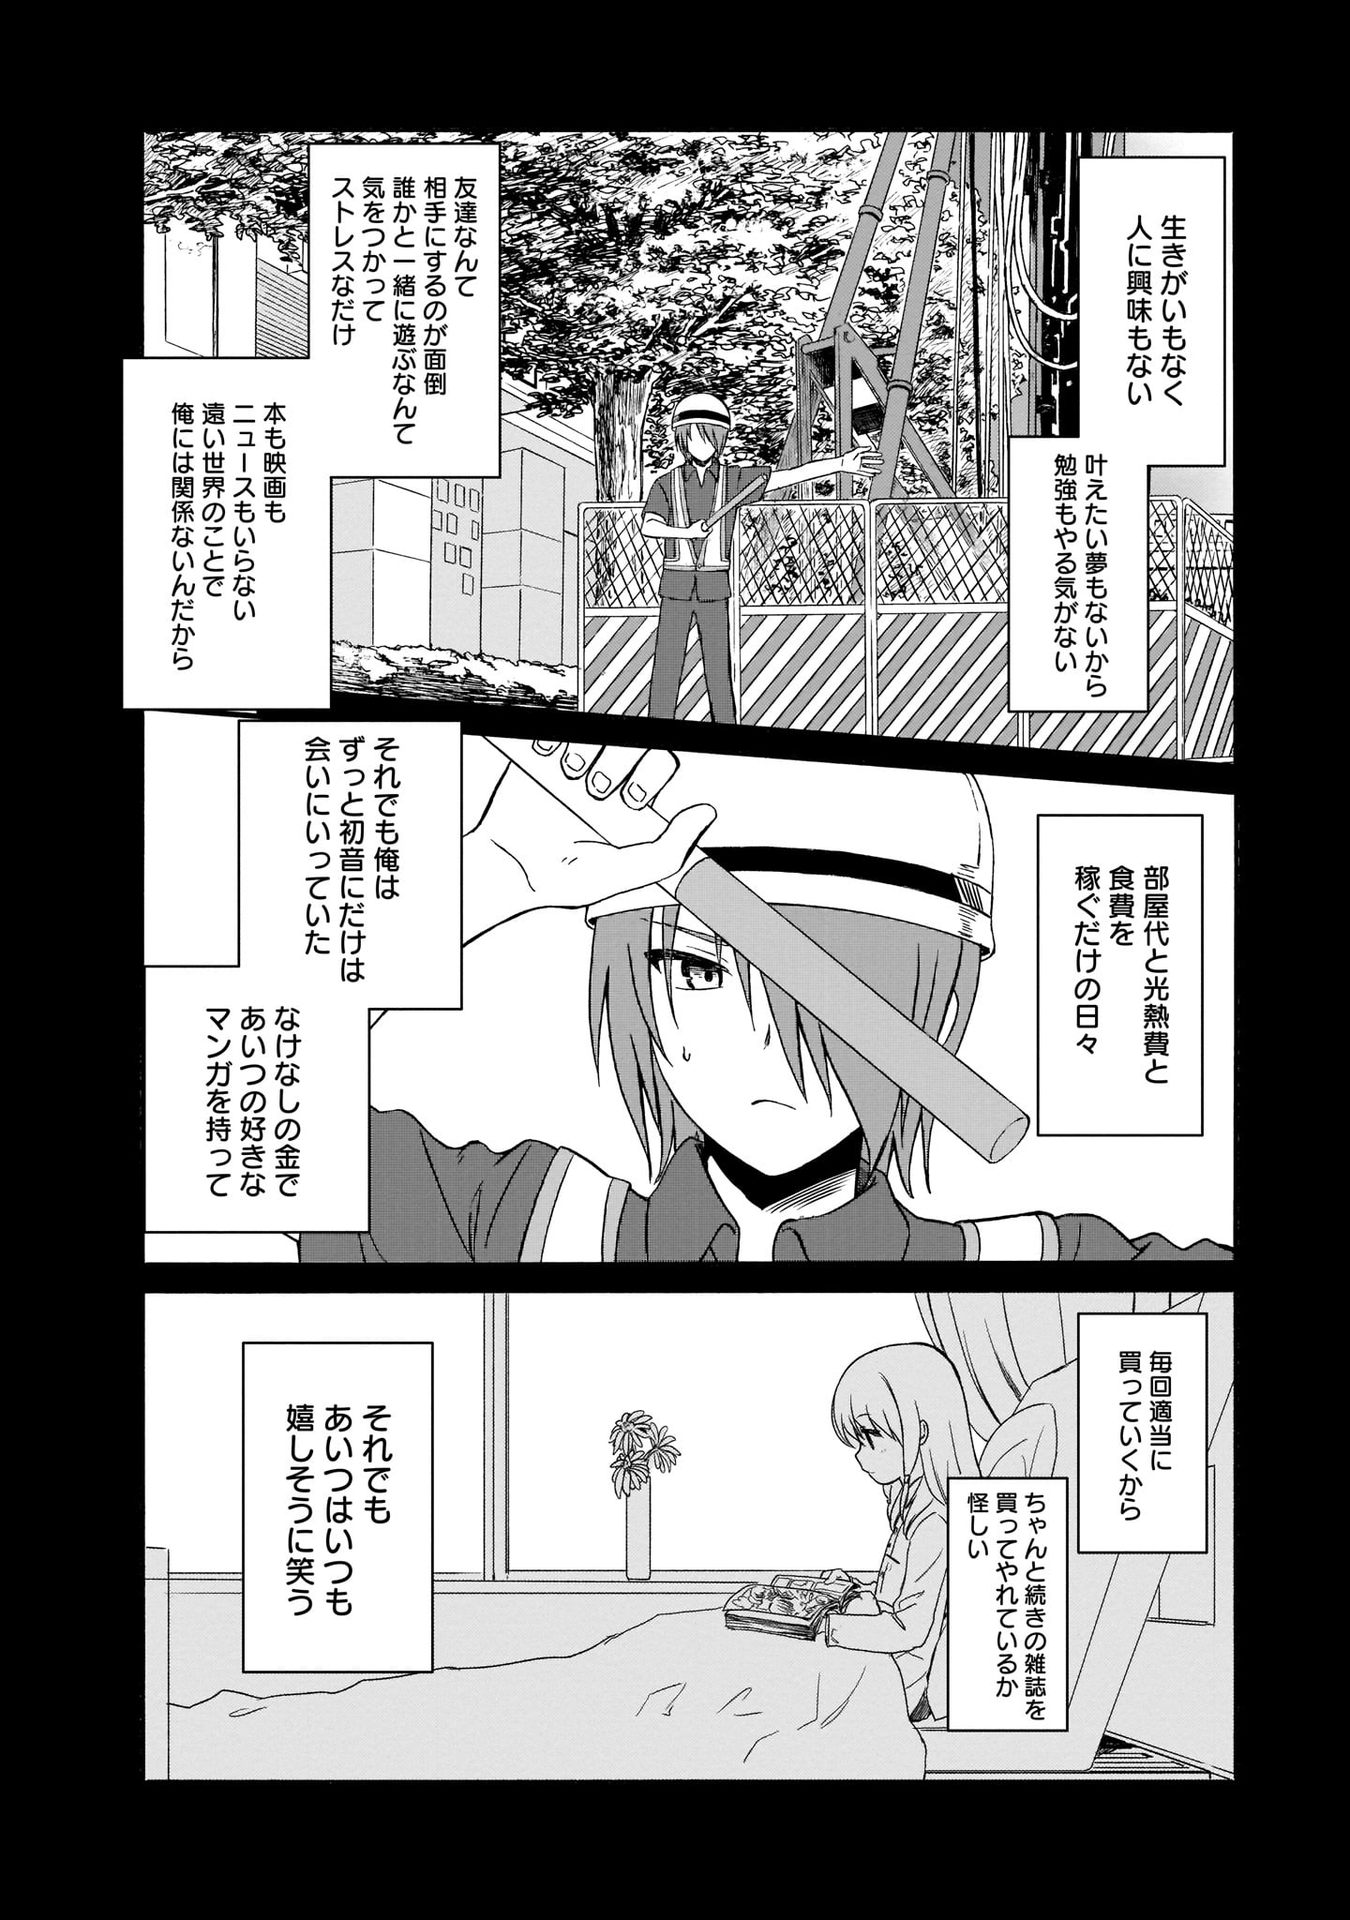 生きがいもなく
人に興味もない
叶えたい夢もないから
勉強もやる気がない
友達なんて
相手にするのが面倒
誰かと一緒に遊ぶなんて
気をつかって
ストレスなだけ
本も映画も
ニュースもいらない
遠い世界のことで
俺には関係ないんだから
部屋代と光熱費と
食費を
稼ぐだけの日々
それでも俺は
ずっと初音にだけは
会いにいっていた
なけなしの金で
あいつの好きな
マンガを持って
毎回適当に
買っていくから
ちゃんと続きの雑誌を
買ってやれているか
怪しい
それでも
あいつはいつも
嬉しそうに笑う